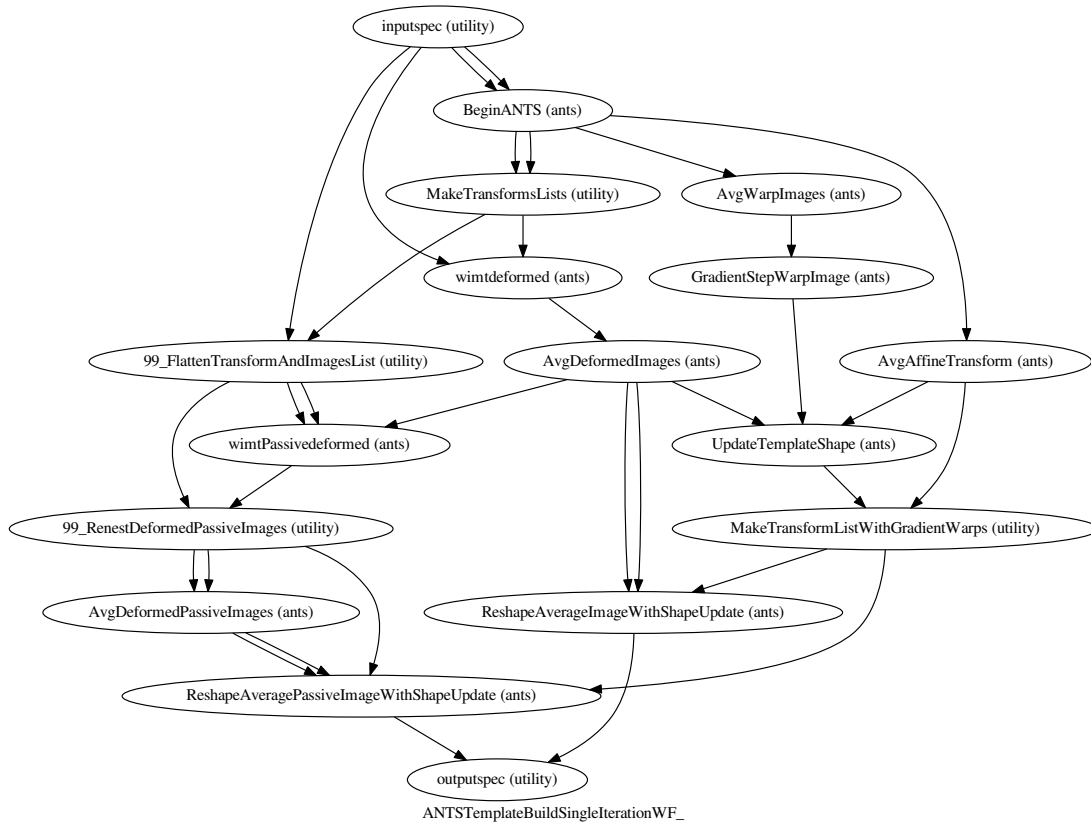 inputspec (utility)
BeginANTS (ants)
MakeTransformsLists (utility)
AvgWarpImages (ants)
wimtdeformed (ants)
GradientStepWarpImage (ants)
99_FlattenTransformAndImagesList (utility)
AvgDeformedImages (ants)
AvgAffineTransform (ants)
wimtPassivedeformed (ants)
UpdateTemplateShape (ants)
99_RenestDeformedPassiveImages (utility)
MakeTransformListWithGradientWarps (utility)
AvgDeformedPassiveImages (ants)
ReshapeAverageImageWithShapeUpdate (ants)
ReshapeAveragePassiveImageWithShapeUpdate (ants)
outputspec (utility)
ANTSTemplateBuildSingleIterationWF_